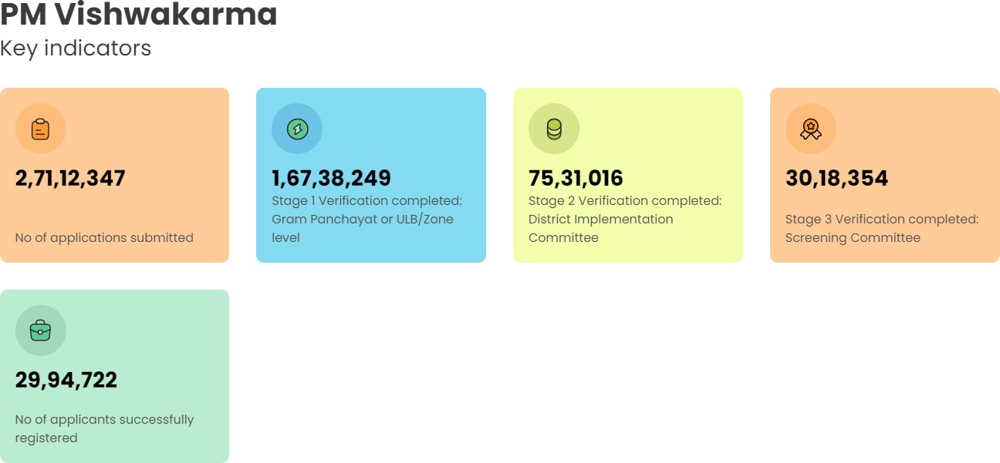 PM Vishwakarma
Key indicators
2,71,12,347
No of applications submitted
1,67,38,249
Stage 1 Verification completed:
Gram Panchayat or ULB/Zone
level
75,31,016
Stage 2 Verification completed:
District Implementation
Committee
30,18,354
Stage 3 Verification completed:
Screening Committee
29,94,722
No of applicants successfully
registered